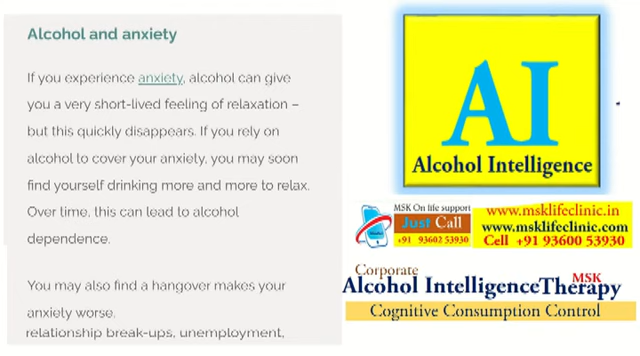 Alcohol and anxiety
If you experience anxiety, alcohol can give
you a very short-lived feeling of relaxation –
but this quickly disappears. If you rely on
alcohol to cover your anxiety, you may soon
find yourself drinking more and more to relax.
Over time, this can lead to alcohol
dependence.
You may also find a hangover makes your
anxiety worse.
relationship break-ups, unemployment,
AI
Alcohol Intelligence
MSK On life support
Just Call
+91 93602 53930
www.msklifeclinic.in
www.msklifeclinic.com
Cell +91 93600 53930
Corporate
MSK
Alcohol Intelligence Therapy
Cognitive Consumption Control